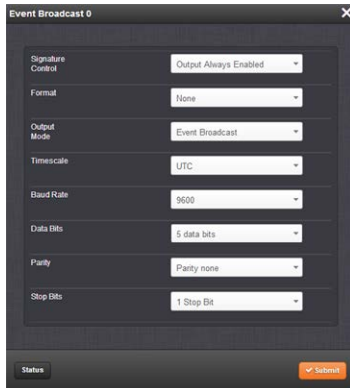 Event Broadcast 0
Signature Control
Output Always Enabled
Format
None
Output Mode
Event Broadcast
Timescale
UTC
Baud Rate
9600
Data Bits
5 data bits
Parity
Parity none
Stop Bits
1 Stop Bit
Status
Submit